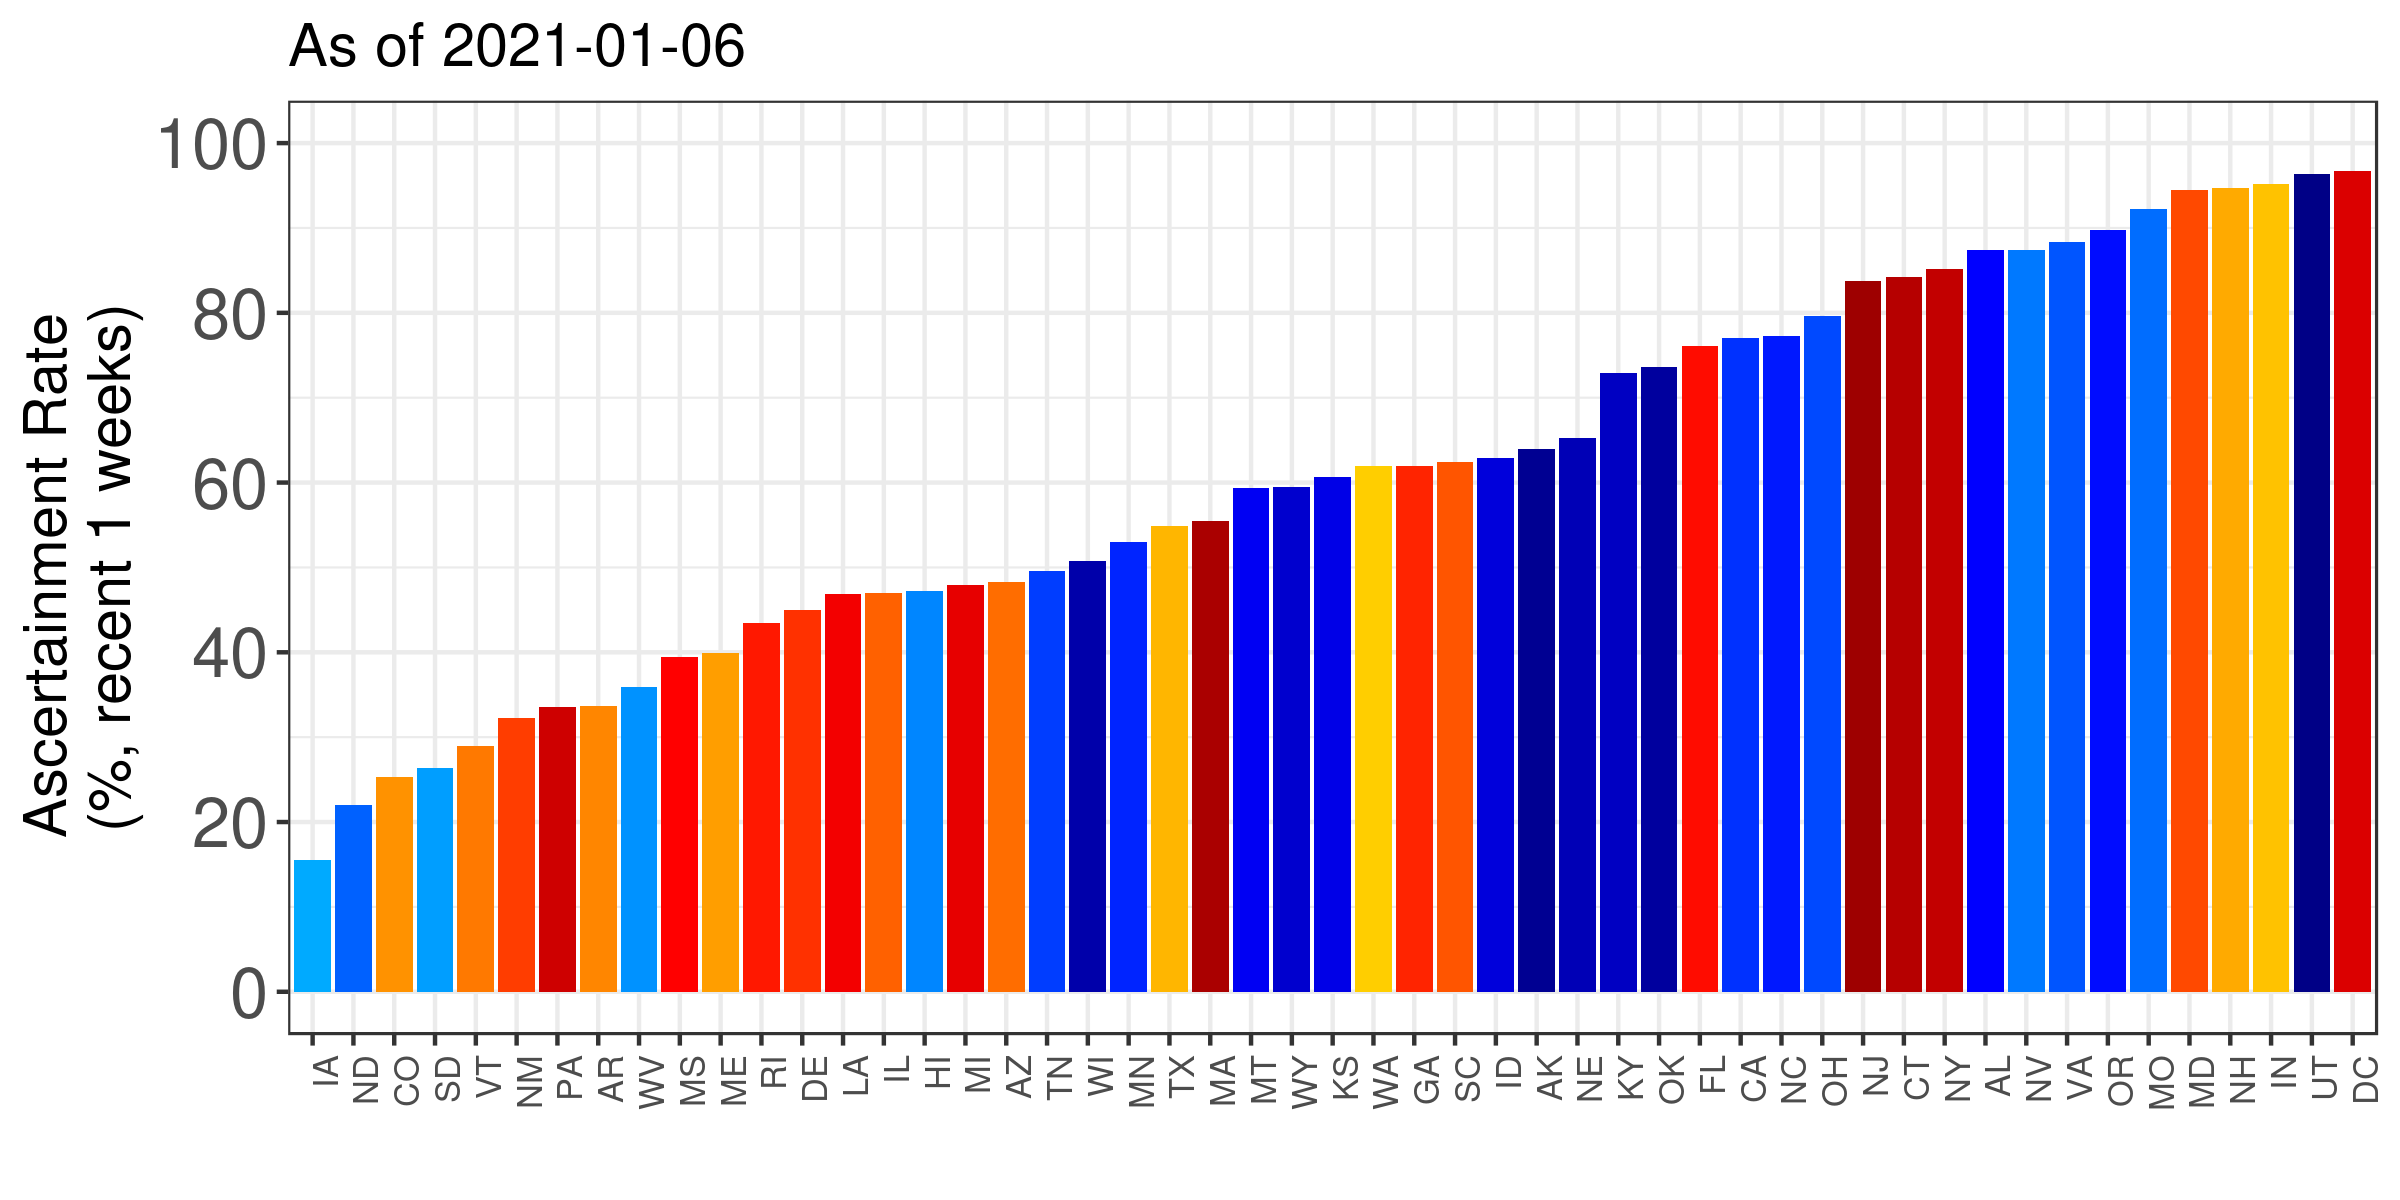 As of 2021-01-06
Ascertainment Rate
(%, recent 1 weeks)
100
80
60
40
20
0
IA ND CO SD VT NM PA AR WV MS ME RI DE LA IL HI MI AZ TN WI MN TX MA MT WY KS WA GA SC ID AK NE KY OK FL CA NC OH NJ CT NY AL NV VA OR MO MD NH IN UT DC